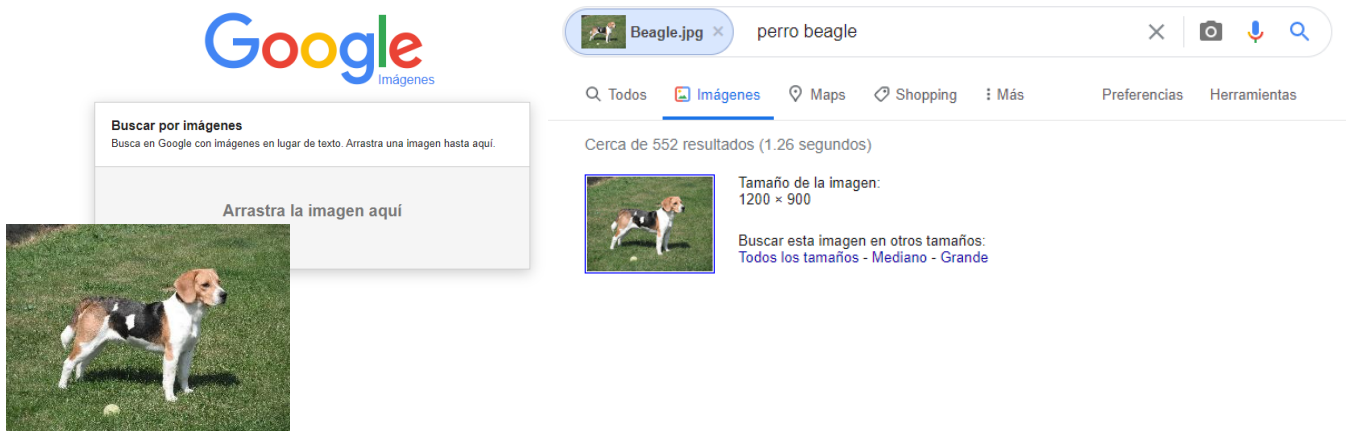 Google
Imágenes
Buscar por imágenes
Busca en Google con imágenes en lugar de texto. Arrastra una imagen hasta aquí.
Arrastra la imagen aquí
Beagle.jpg × perro beagle
Todos Imágenes Maps Shopping Más Preferencias Herramientas
Cerca de 552 resultados (1.26 segundos)
Tamaño de la imagen:
1200 × 900
Buscar esta imagen en otros tamaños:
Todos los tamaños - Mediano - Grande